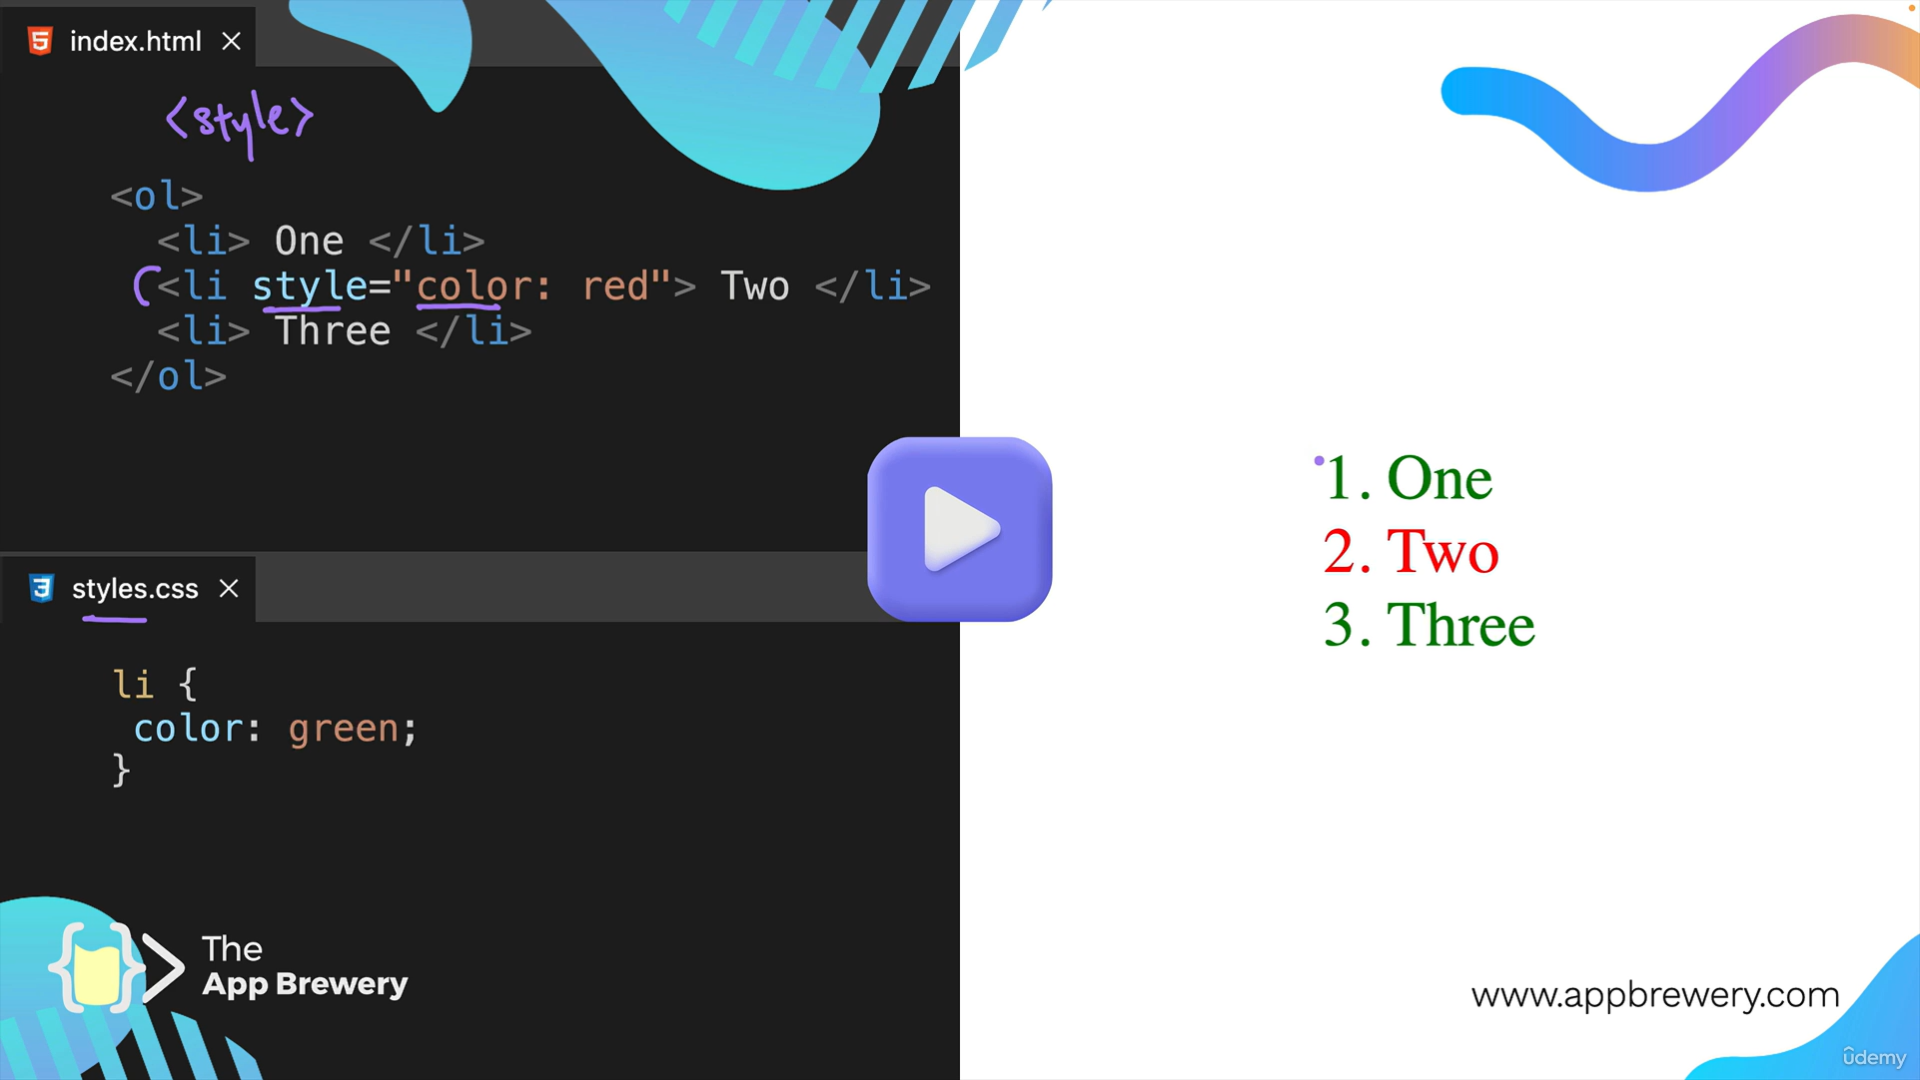 index.html
<style>
<ol>
<li> One </li>
<li style="color: red"> Two </li>
<li> Three </li>
</ol>
styles.css
li {
color: green;
}
The
App Brewery
1. One
2. Two
3. Three
www.appbrewery.com
ûdemy